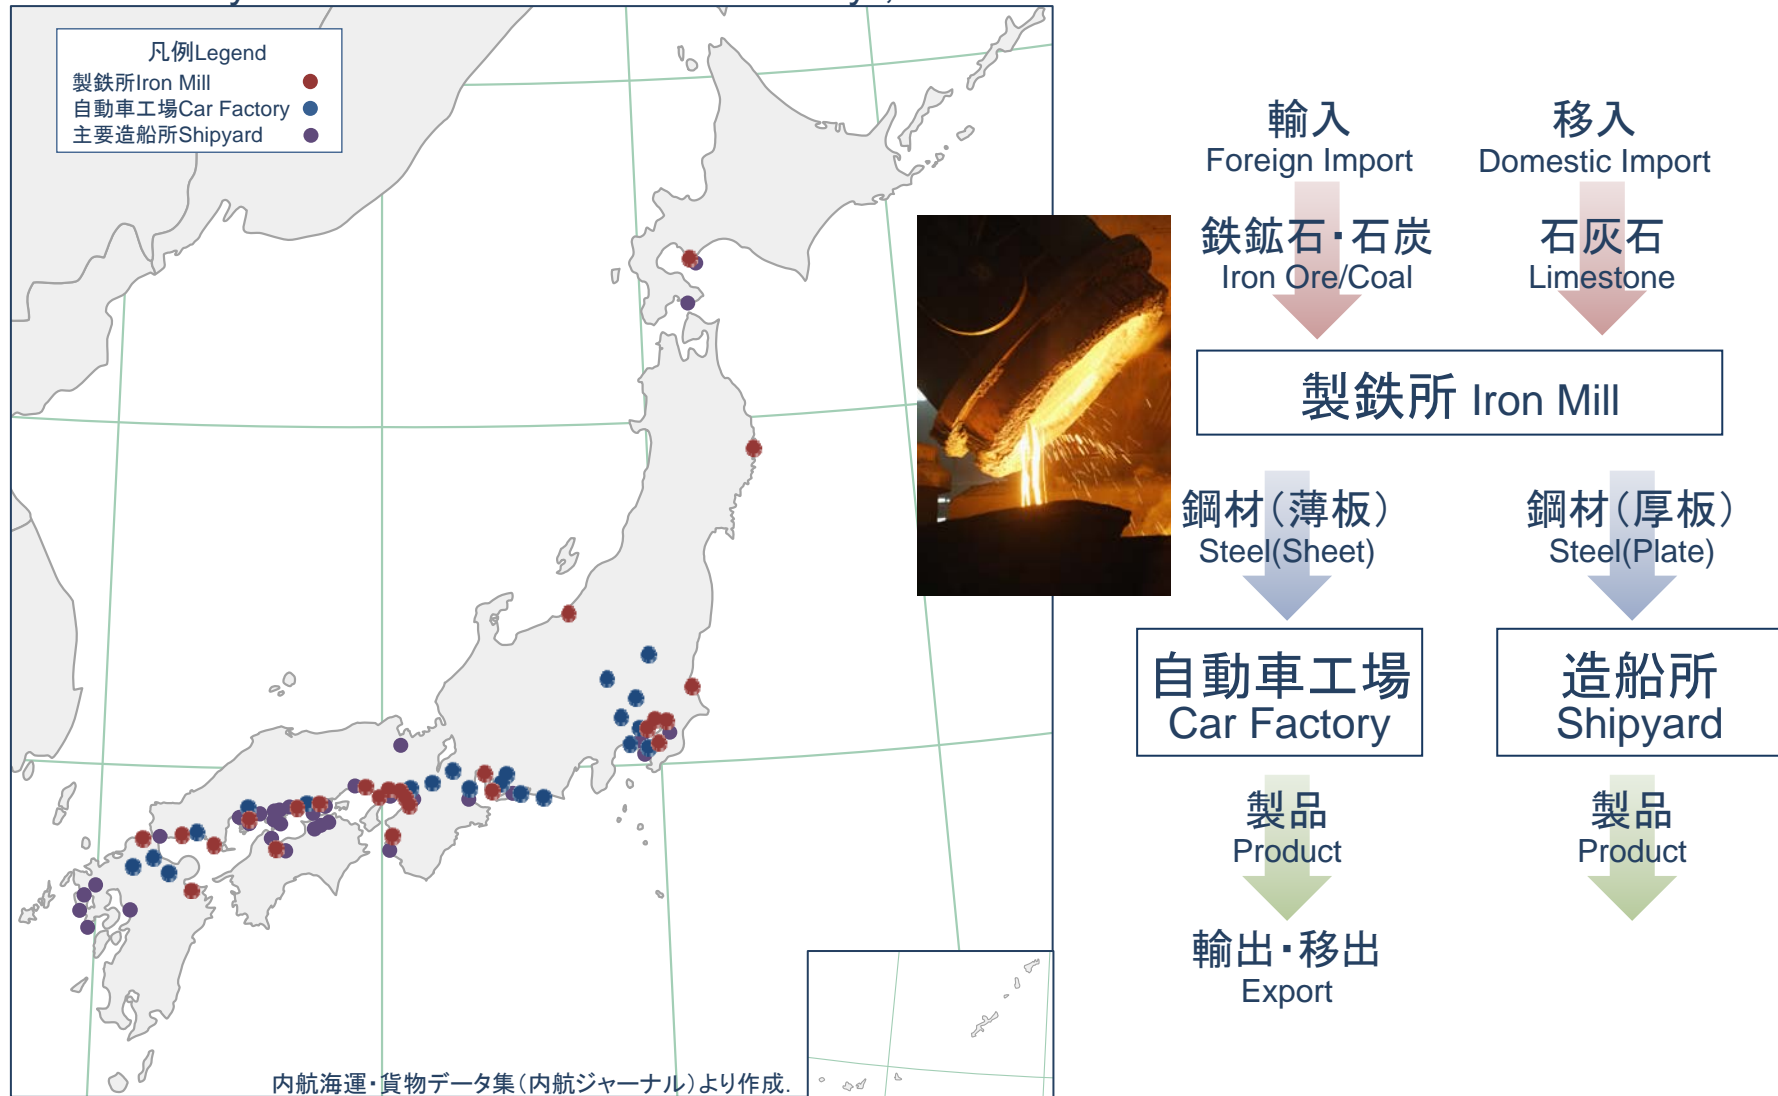 凡例Legend
製鉄所Iron Mill
自動車工場Car Factory
主要造船所Shipyard
内航海運・貨物データ集(内航ジャーナル)より作成.
輸入
Foreign Import
移入
Domestic Import
鉄鉱石・石炭
Iron Ore/Coal
石灰石
Limestone
製鉄所 Iron Mill
鋼材(薄板)
Steel(Sheet)
鋼材(厚板)
Steel(Plate)
自動車工場
Car Factory
造船所
Shipyard
製品
Product
製品
Product
輸出・移出
Export